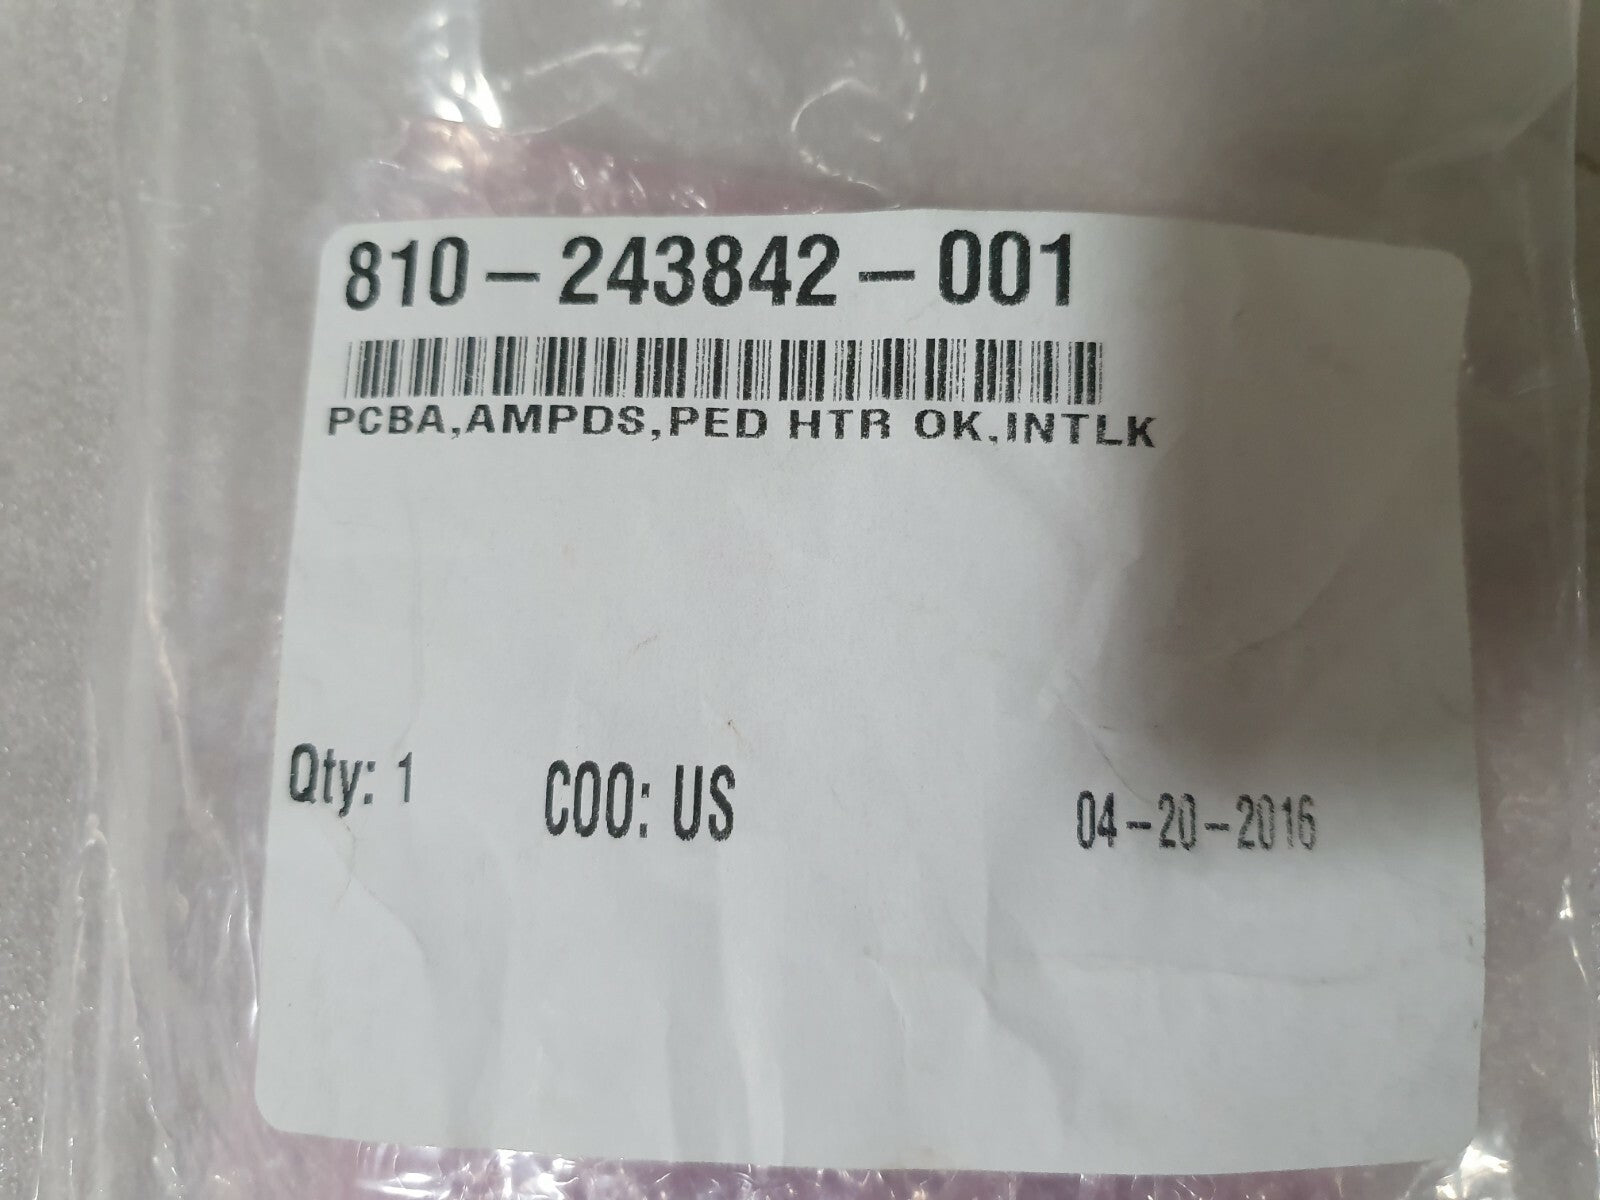 810-243842-001
PCBA,AMPDS,PED HTR OK,INTLK
Qty: 1 COO: US 04-20-2016